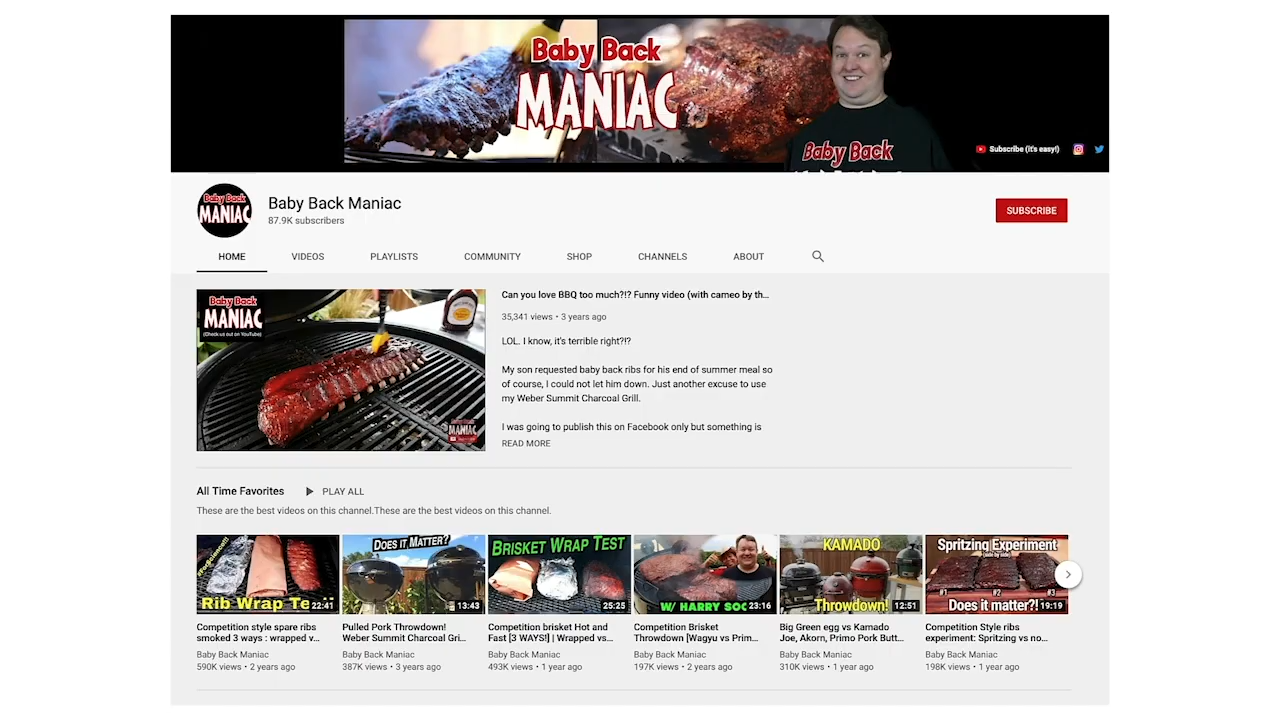 Baby Back
MANIAC
Baby Back
Subscribe (it's easy!)
Baby Back
MANIAC
Baby Back Maniac
87.9K subscribers
SUBSCRIBE
HOME VIDEOS PLAYLISTS COMMUNITY SHOP CHANNELS ABOUT
Baby Back
MANIAC
(Check us out on YouTube)
MANIAC
Can you love BBQ too much?!? Funny video (with cameo by th...
35,341 views • 3 years ago
LOL. I know, it's terrible right?!?
My son requested baby back ribs for his end of summer meal so
of course, I could not let him down. Just another excuse to use
my Weber Summit Charcoal Grill.
I was going to publish this on Facebook only but something is
READ MORE
All Time Favorites PLAY ALL
These are the best videos on this channel.These are the best videos on this channel.
Rib Wrap Te
22:41
DOES IT MATTER?
13:43
BRISKET WRAP TEST
25:25
W/ HARRY SOO
23:16
KAMADO
Throwdown!
12:51
Spritzing Experiment
(side by side)
#1 #2 #3
Does it matter?!
19:19
Competition style spare ribs
smoked 3 ways : wrapped v...
Baby Back Maniac
590K views • 2 years ago
Pulled Pork Throwdown!
Weber Summit Charcoal Gri...
Baby Back Maniac
387K views • 3 years ago
Competition brisket Hot and
Fast [3 WAYS!] | Wrapped vs...
Baby Back Maniac
493K views • 1 year ago
Competition Brisket
Throwdown [Wagyu vs Prim...
Baby Back Maniac
197K views • 2 years ago
Big Green egg vs Kamado
Joe, Akorn, Primo Pork Butt...
Baby Back Maniac
310K views • 1 year ago
Competition Style ribs
experiment: Spritzing vs no...
Baby Back Maniac
198K views • 1 year ago